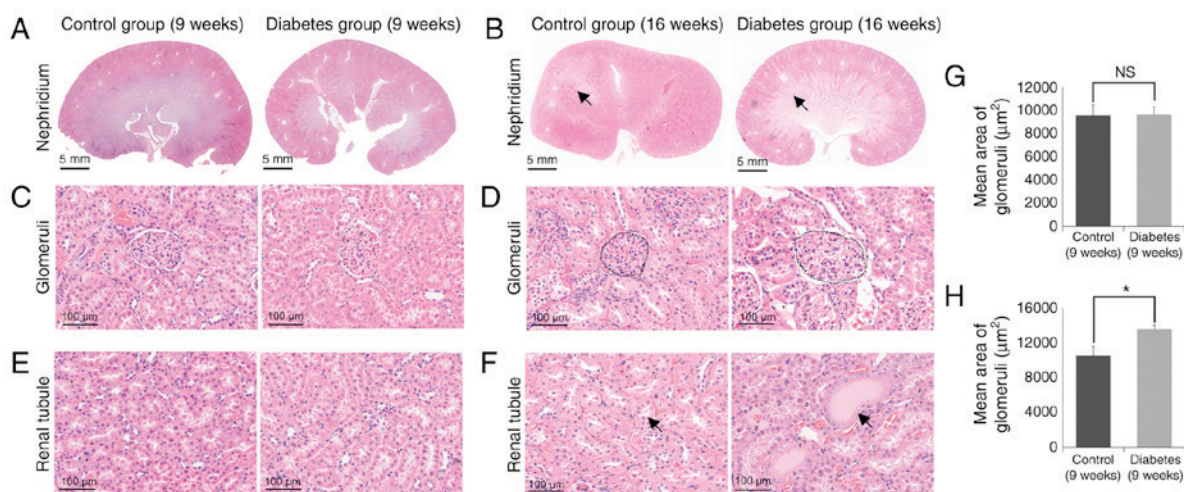 A
Control group (9 weeks)
Diabetes group (9 weeks)
Nephridium
5 mm
5 mm
B
Control group (16 weeks)
Diabetes group (16 weeks)
Nephridium
5 mm
5 mm
C
Glomeruli
100 μm
100 μm
D
Glomeruli
100 μm
100 μm
E
Renal tubule
100 μm
100 μm
F
Renal tubule
100 μm
100 μm
G
NS
Mean area of
glomeruli (μm²)
12000
10000
8000
6000
4000
2000
0
Control
(9 weeks)
Diabetes
(9 weeks)
H
*
Mean area of
glomeruli (μm²)
16000
12000
8000
4000
0
Control
(9 weeks)
Diabetes
(9 weeks)